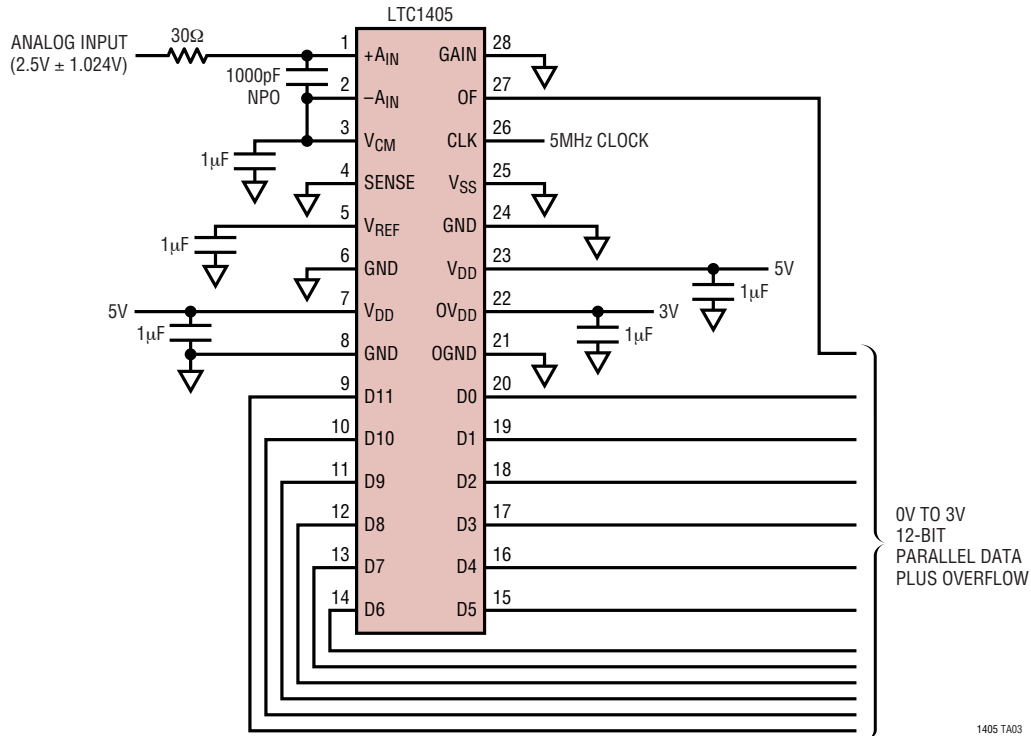 LTC1405
ANALOG INPUT
(2.5V ± 1.024V)
30Ω
1000pF
NPO
1µF
1µF
5V
1µF
1
+AIN
2
–AIN
3
VCM
4
SENSE
5
VREF
6
GND
7
VDD
8
GND
9
D11
10
D10
11
D9
12
D8
13
D7
14
D6
GAIN
28
OF
27
CLK
26
5MHz CLOCK
VSS
25
GND
24
VDD
23
5V
1µF
OVDD
22
3V
1µF
OGND
21
D0
20
D1
19
D2
18
D3
17
D4
16
D5
15
0V TO 3V
12-BIT
PARALLEL DATA
PLUS OVERFLOW
1405 TA03